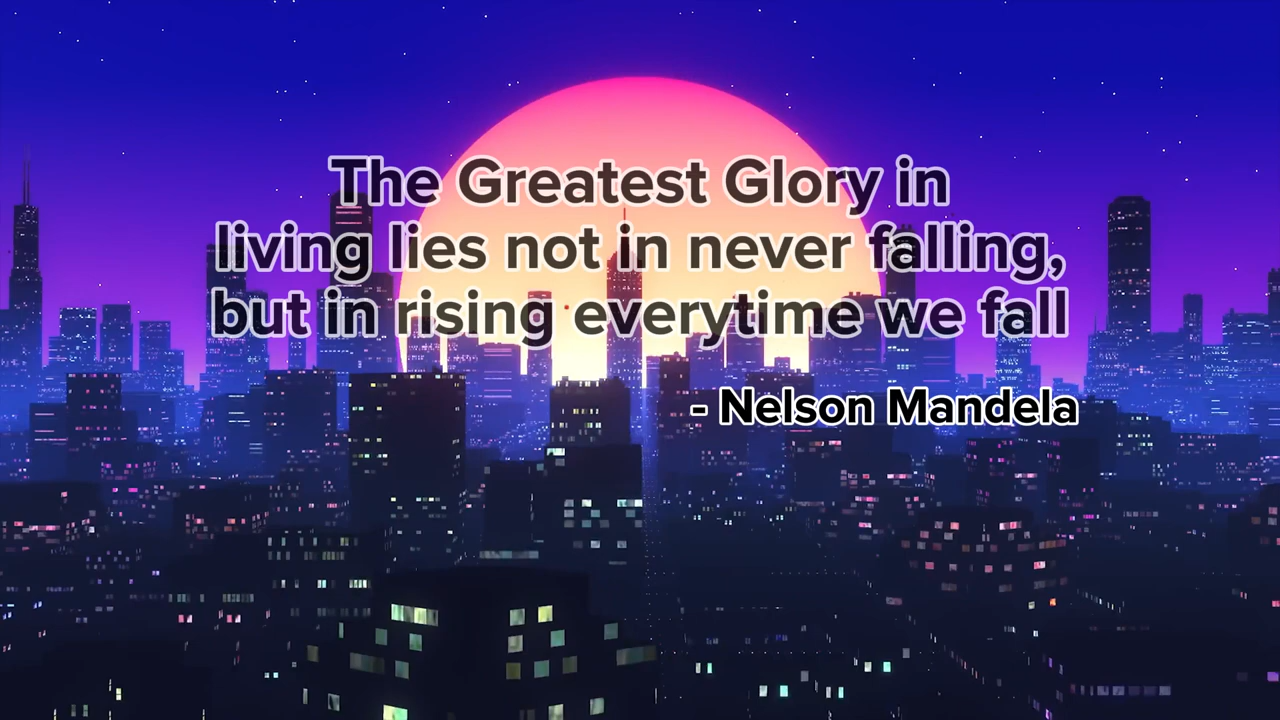 The Greatest Glory in
living lies not in never falling,
but in rising everytime we fall
- Nelson Mandela